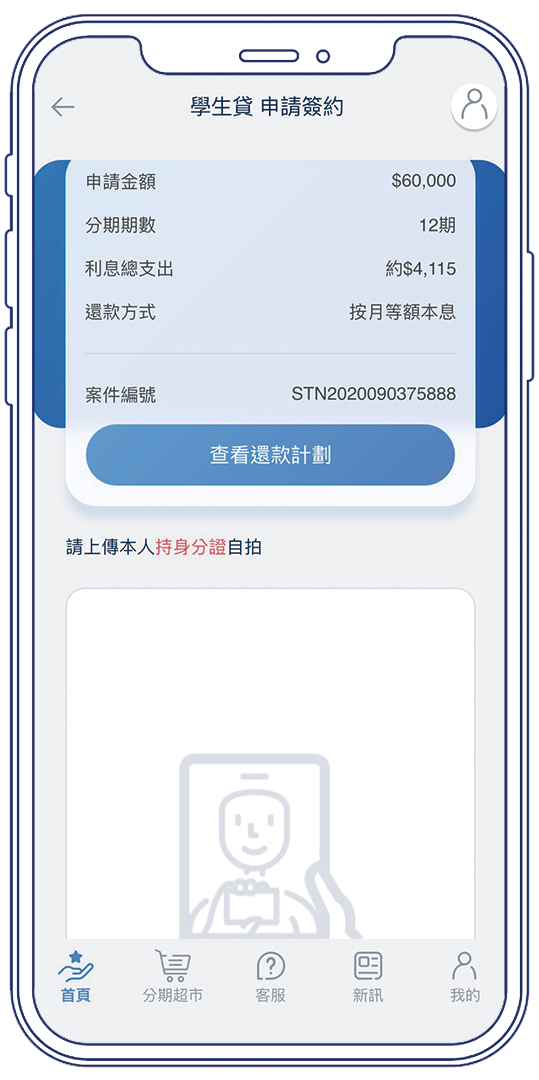 學生貸 申請簽約
申請金額 $60,000
分期期數 12期
利息總支出 約$4,115
還款方式 按月等額本息
案件編號 STN2020090375888
查看還款計劃
請上傳本人持身分證自拍
首頁 分期超市 客服 新訊 我的